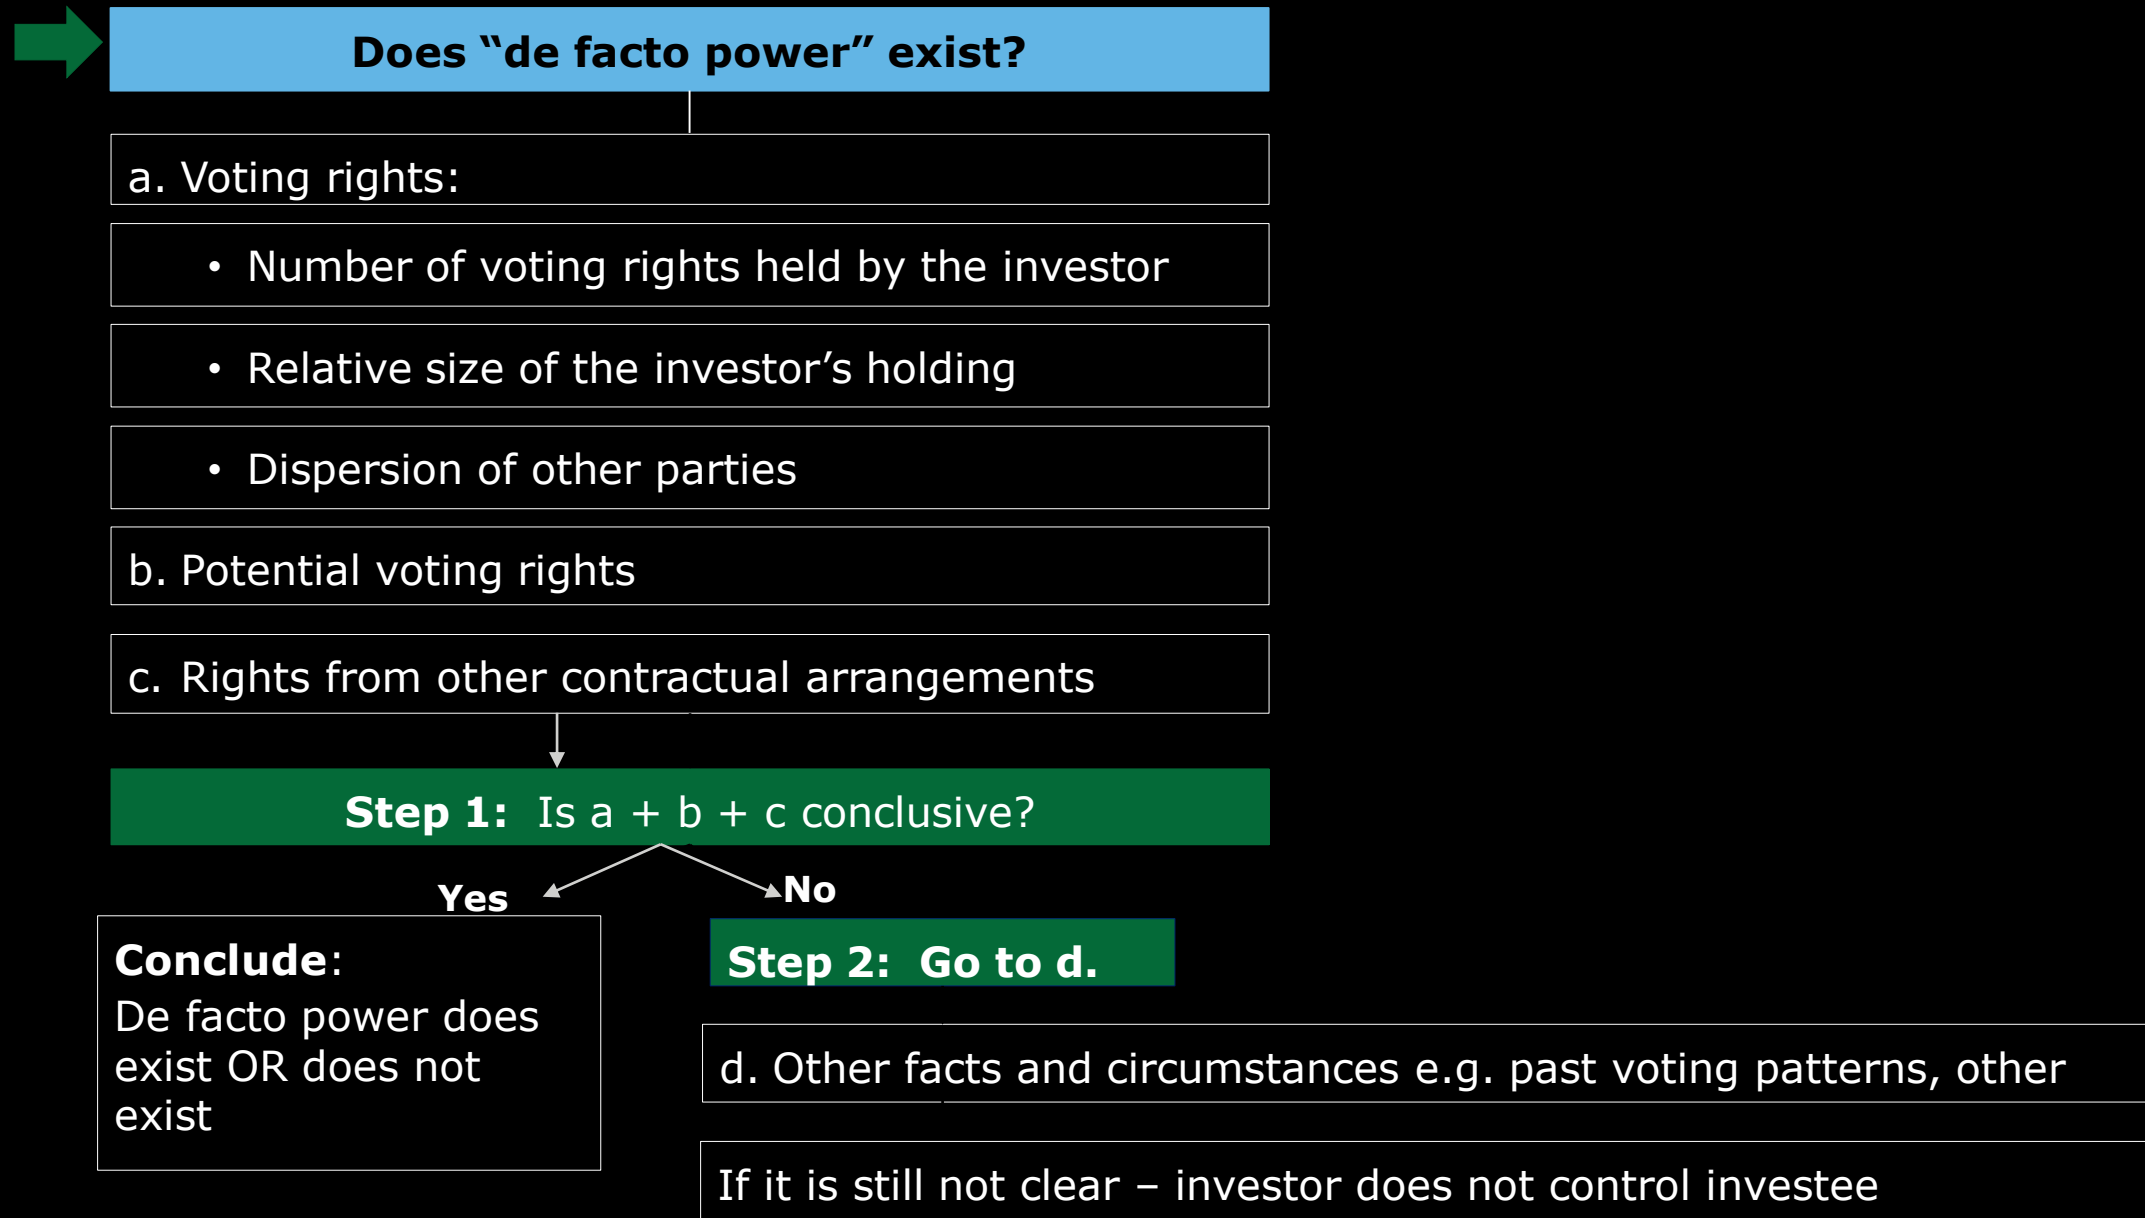 Does “de facto power” exist?
a. Voting rights:
• Number of voting rights held by the investor
• Relative size of the investor’s holding
• Dispersion of other parties
b. Potential voting rights
c. Rights from other contractual arrangements
Step 1: Is a + b + c conclusive?
Yes
No
Conclude:
De facto power does
exist OR does not
exist
Step 2: Go to d.
d. Other facts and circumstances e.g. past voting patterns, other
If it is still not clear – investor does not control investee